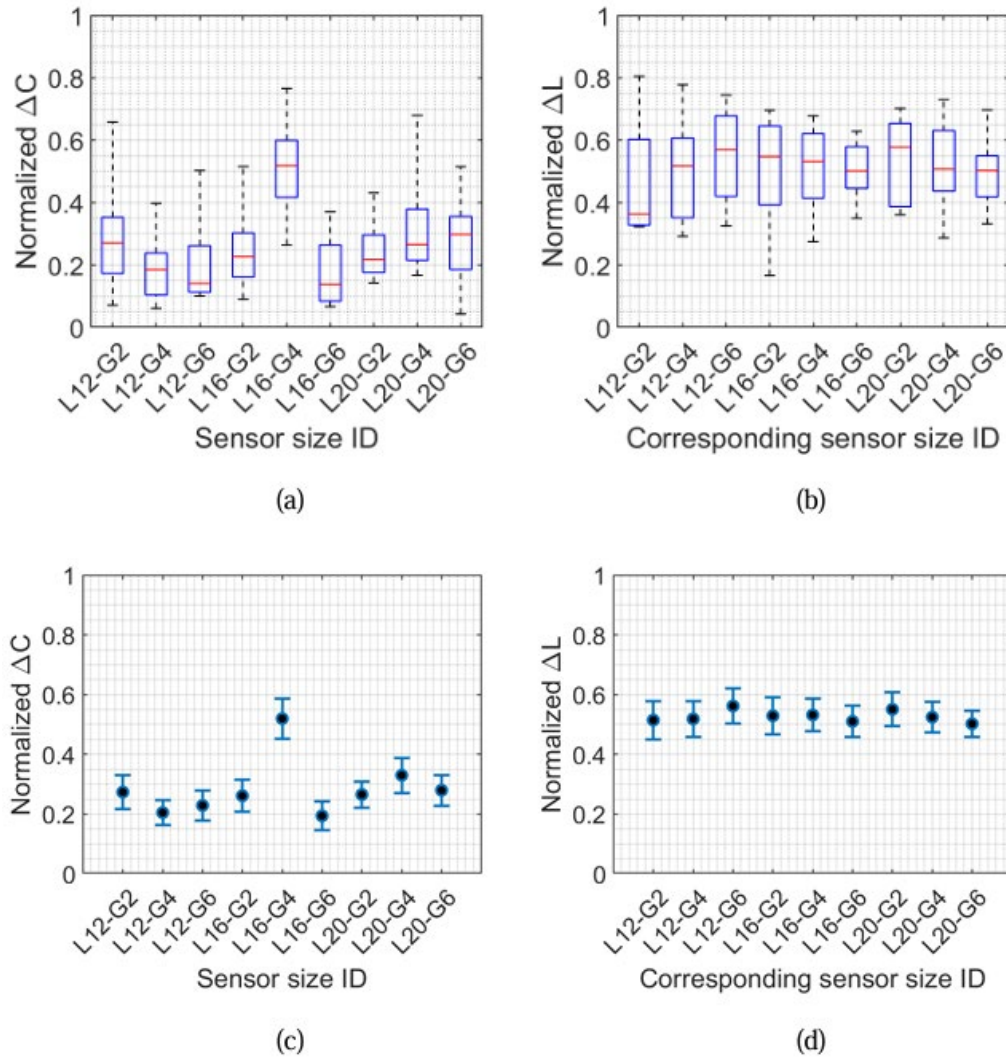 1
0.8
0.6
0.4
0.2
0
Normalized ΔC
L12-G2
L12-G4
L12-G6
L16-G2
L16-G4
L16-G6
L20-G2
L20-G4
L20-G6
Sensor size ID
(a)
1
0.8
0.6
0.4
0.2
0
Normalized ΔL
L12-G2
L12-G4
L12-G6
L16-G2
L16-G4
L16-G6
L20-G2
L20-G4
L20-G6
Corresponding sensor size ID
(b)
1
0.8
0.6
0.4
0.2
0
Normalized ΔC
L12-G2
L12-G4
L12-G6
L16-G2
L16-G4
L16-G6
L20-G2
L20-G4
L20-G6
Sensor size ID
(c)
1
0.8
0.6
0.4
0.2
0
Normalized ΔL
L12-G2
L12-G4
L12-G6
L16-G2
L16-G4
L16-G6
L20-G2
L20-G4
L20-G6
Corresponding sensor size ID
(d)